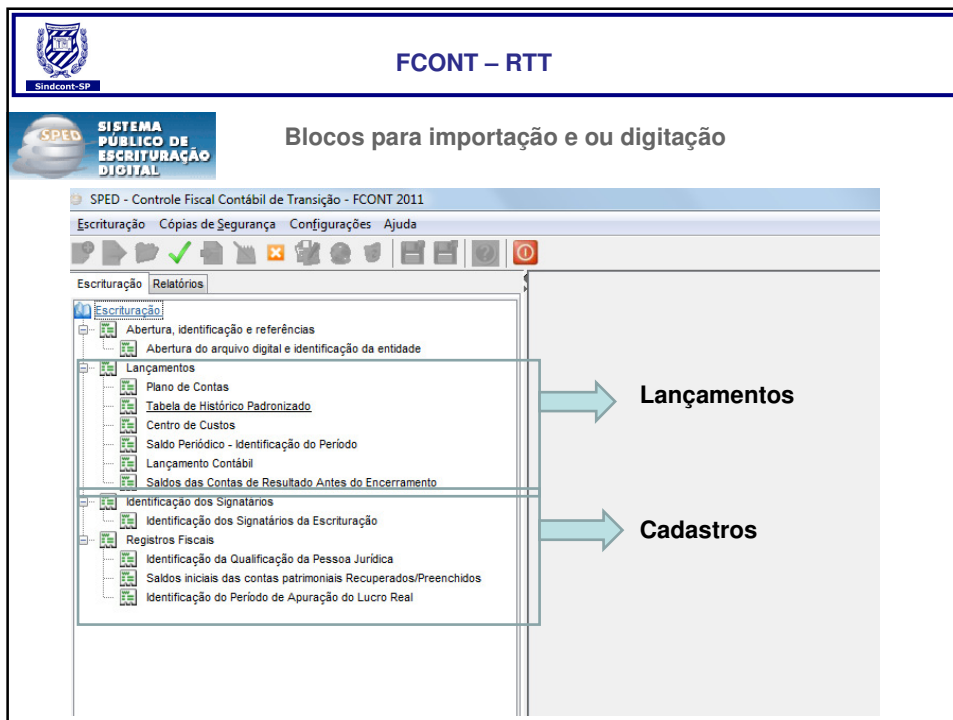 Sindcont-SP
FCONT – RTT
SPED
SISTEMA
PÚBLICO DE
ESCRITURAÇÃO
DIGITAL
Blocos para importação e ou digitação
SPED - Controle Fiscal Contábil de Transição - FCONT 2011
Escrituração Cópias de Segurança Configurações Ajuda
Escrituração Relatórios
Escrituração
Abertura, identificação e referências
Abertura do arquivo digital e identificação da entidade
Lançamentos
Plano de Contas
Tabela de Histórico Padronizado
Centro de Custos
Saldo Periódico - Identificação do Período
Lançamento Contábil
Saldos das Contas de Resultado Antes do Encerramento
Lançamentos
Identificação dos Signatários
Identificação dos Signatários da Escrituração
Registros Fiscais
Identificação da Qualificação da Pessoa Jurídica
Saldos iniciais das contas patrimoniais Recuperados/Preenchidos
Identificação do Período de Apuração do Lucro Real
Cadastros